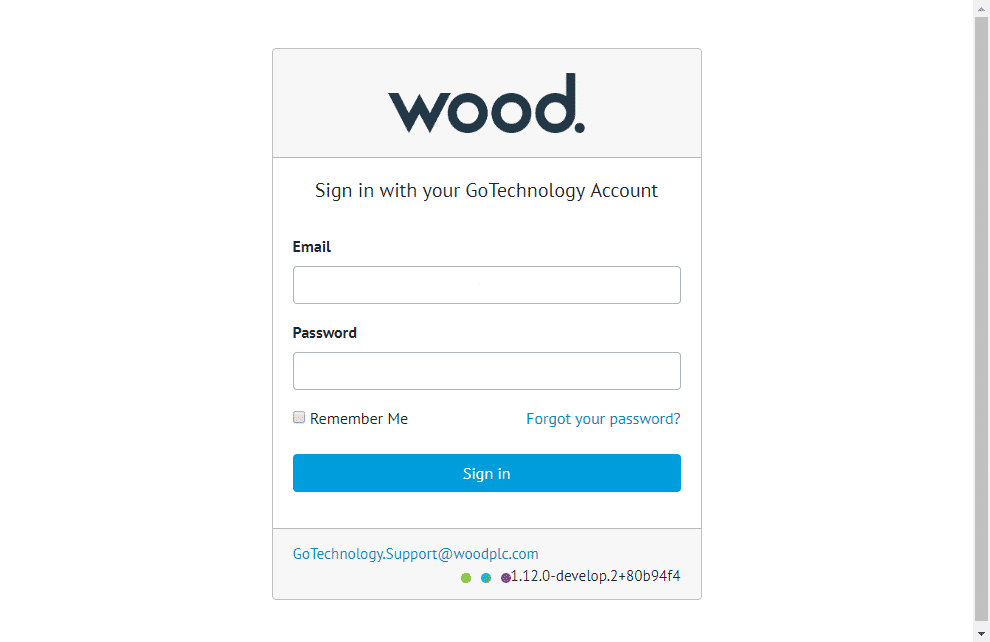 wood.
Sign in with your GoTechnology Account
Email
Password
Remember Me
Forgot your password?
Sign in
GoTechnology.Support@woodplc.com
1.12.0-develop.2+80b94f4